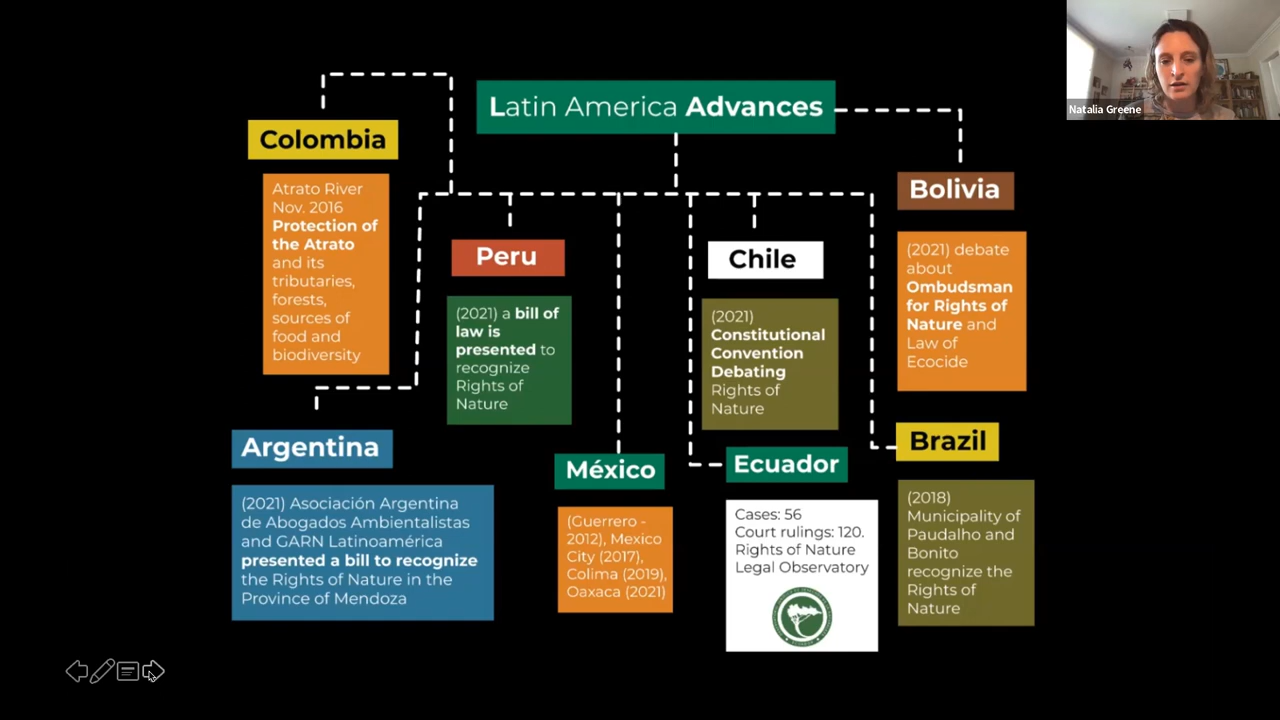 Latin America Advances
Natalia Greene
Colombia
Atrato River
Nov. 2016
Protection of
the Atrato
and its
tributaries,
forests,
sources of
food and
biodiversity
Peru
(2021) a bill of
law is
presented to
recognize
Rights of
Nature
Chile
(2021)
Constitutional
Convention
Debating
Rights of
Nature
Bolivia
(2021) debate
about
Ombudsman
for Rights of
Nature and
Law of
Ecocide
Argentina
(2021) Asociación Argentina
de Abogados Ambientalistas
and GARN Latinoamérica
presented a bill to recognize
the Rights of Nature in the
Province of Mendoza
México
(Guerrero -
2012), Mexico
City (2017),
Colima (2019),
Oaxaca (2021)
Ecuador
Cases: 56
Court rulings: 120.
Rights of Nature
Legal Observatory
Brazil
(2018)
Municipality of
Paudalho and
Bonito
recognize the
Rights of
Nature